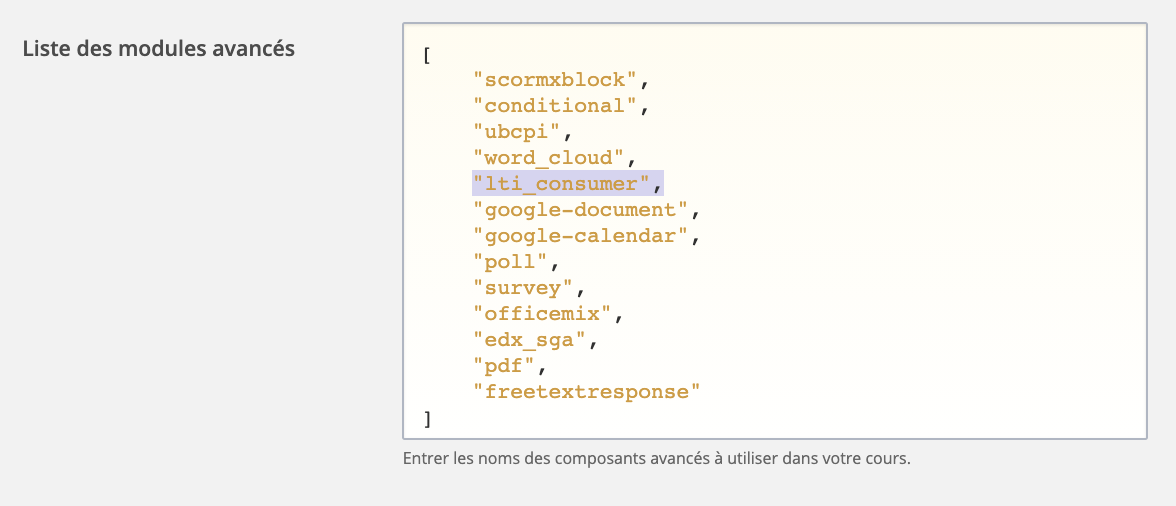 Liste des modules avancés
[
"scormxblock",
"conditional",
"ubcpi",
"word_cloud",
"lti_consumer",
"google-document",
"google-calendar",
"poll",
"survey",
"officemix",
"edx_sga",
"pdf",
"freetextresponse"
]
Entrer les noms des composants avancés à utiliser dans votre cours.